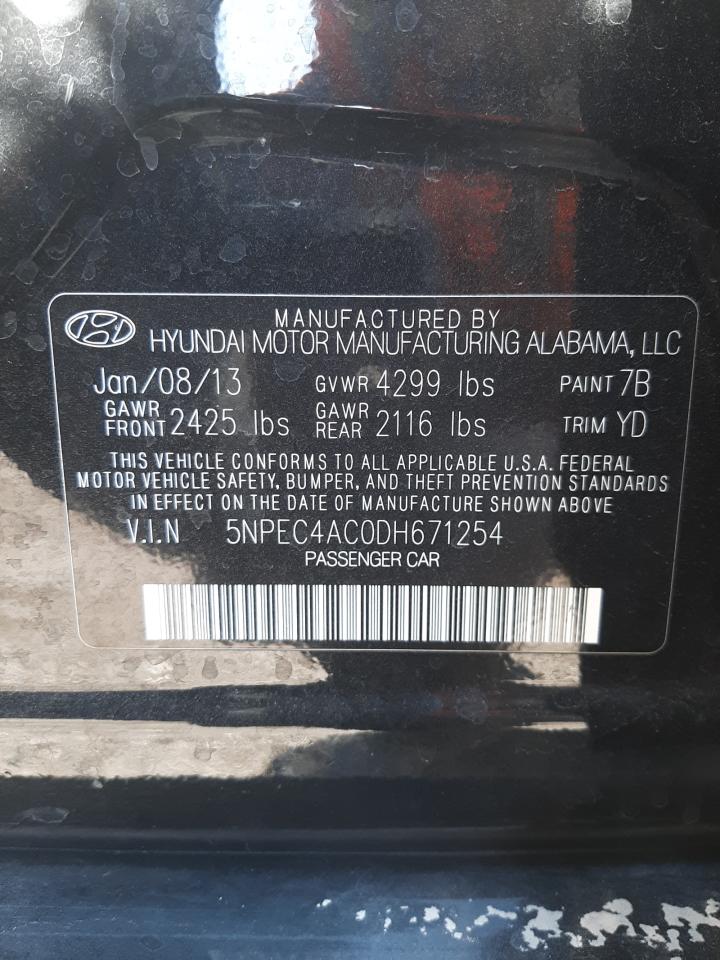 MANUFACTURED BY
HYUNDAI MOTOR MANUFACTURING ALABAMA, LLC
Jan/08/13 GVWR 4299 lbs PAINT 7B
GAWR FRONT 2425 lbs GAWR REAR 2116 lbs TRIM YD
THIS VEHICLE CONFORMS TO ALL APPLICABLE U.S.A. FEDERAL
MOTOR VEHICLE SAFETY, BUMPER, AND THEFT PREVENTION STANDARDS
IN EFFECT ON THE DATE OF MANUFACTURE SHOWN ABOVE
V.I.N 5NPEC4AC0DH671254
PASSENGER CAR